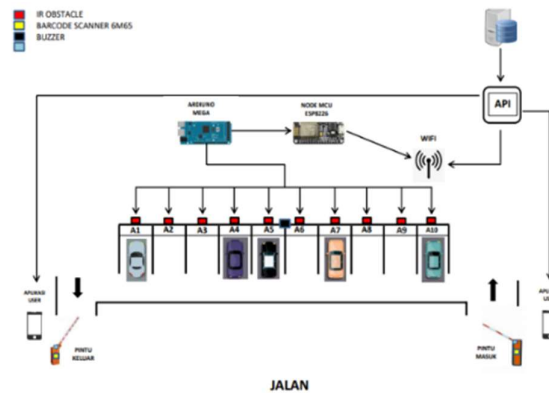 IR OBSTACLE
BARCODE SCANNER 6M65
BUZZER
API
ARDUINO
MEGA
NODE MCU
ESP8226
WIFI
A1 A2 A3 A4 A5 A6 A7 A8 A9 A10
APLIKASI
USER
PINTU
KELUAR
PINTU
MASUK
JALAN